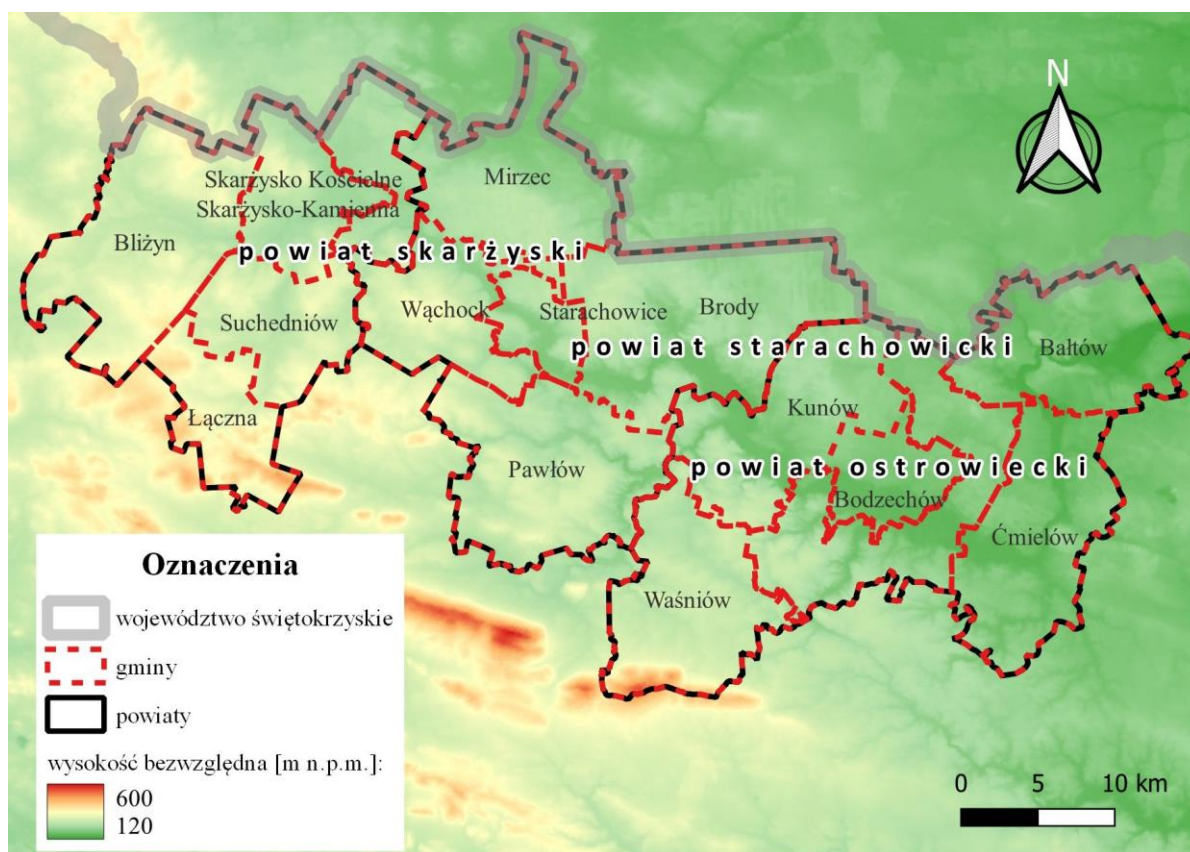 N
Skarżysko Kościelne
Mirzec
Skarżysko-Kamienna
Bliżyn
powiat skarżyski
Wąchock
Starachowice
Brody
Suchedniów
powiat starachowicki
Bałtów
Łączna
Kunów
Pawłów
powiat ostrowiecki
Bodzechów
Ćmielów
Waśniów
Oznaczenia
województwo świętokrzyskie
gminy
powiaty
wysokość bezwzględna [m n.p.m.]:
600
120
0 5 10 km